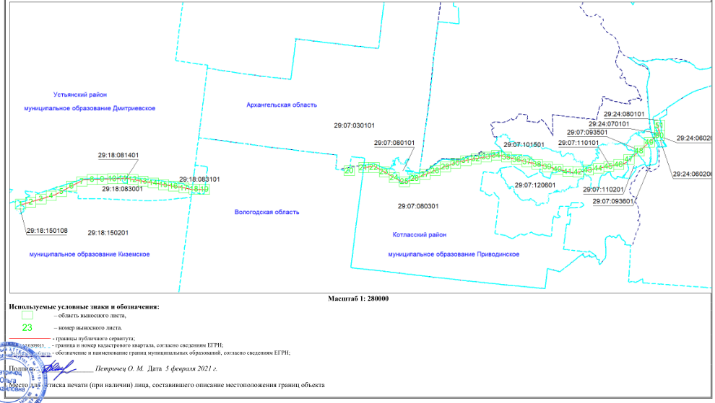 Устьянский район
муниципальное образование Дмитриевское
Архангельская область
29:07:030101
29:24:080101
29:24:070101
29:07:093501
29:07:101501
29:07:110101
29:07:080101
29:18:081401
29:18:083101
29:18:083001
29:07:120801
29:07:110201
29:07:093601
29:07:080301
Вологодская область
Котласский район
29:18:150108
29:18:150201
муниципальное образование Киземское
муниципальное образование Приводинское
Масштаб 1: 280000
Используемые условные знаки и обозначения:
– область выносного листа,
23 – номер выносного листа.
– границы публичного сервитута;
– граница и номер кадастрового квартала, согласно сведениям ЕГРН;
– обозначение и наименование границ муниципальных образований, согласно сведениям ЕГРН;
Петринец О. М. Дата 5 февраля 2021 г.
печати (при наличии) лица, составившего описание местоположения границ объекта